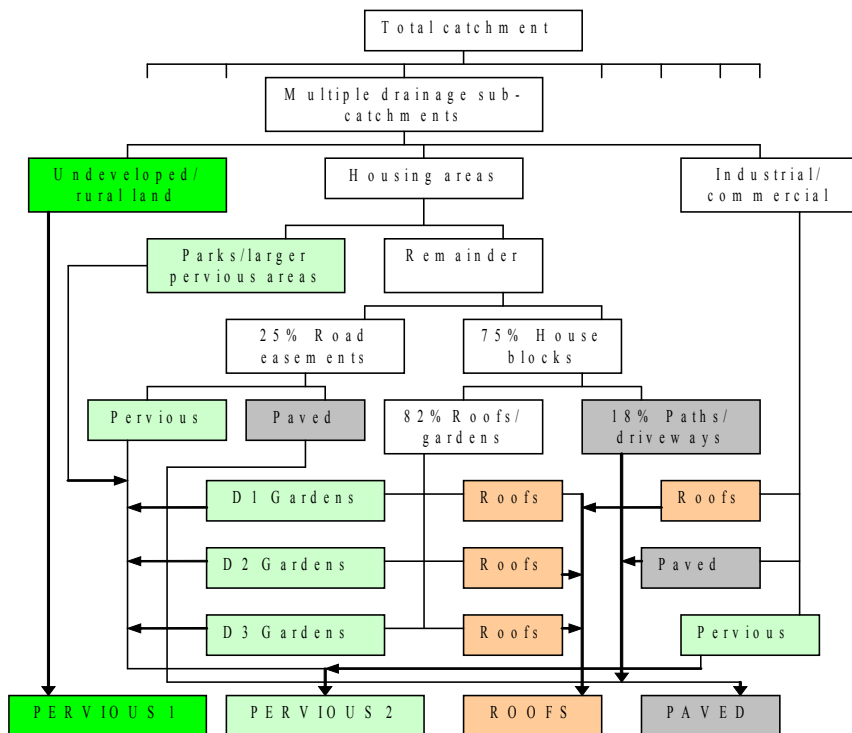 Total catchment
Multiple drainage sub-
catchments
Undeveloped/
rural land
Housing areas
Industrial/
commercial
Parks/larger
pervious areas
Remainder
25% Road
easements
75% House
blocks
Pervious
Paved
82% Roofs/
gardens
18% Paths/
driveways
D1 Gardens
Roofs
Roofs
D2 Gardens
Roofs
Paved
D3 Gardens
Roofs
Pervious
PERVIOUS 1
PERVIOUS 2
ROOFS
PAVED